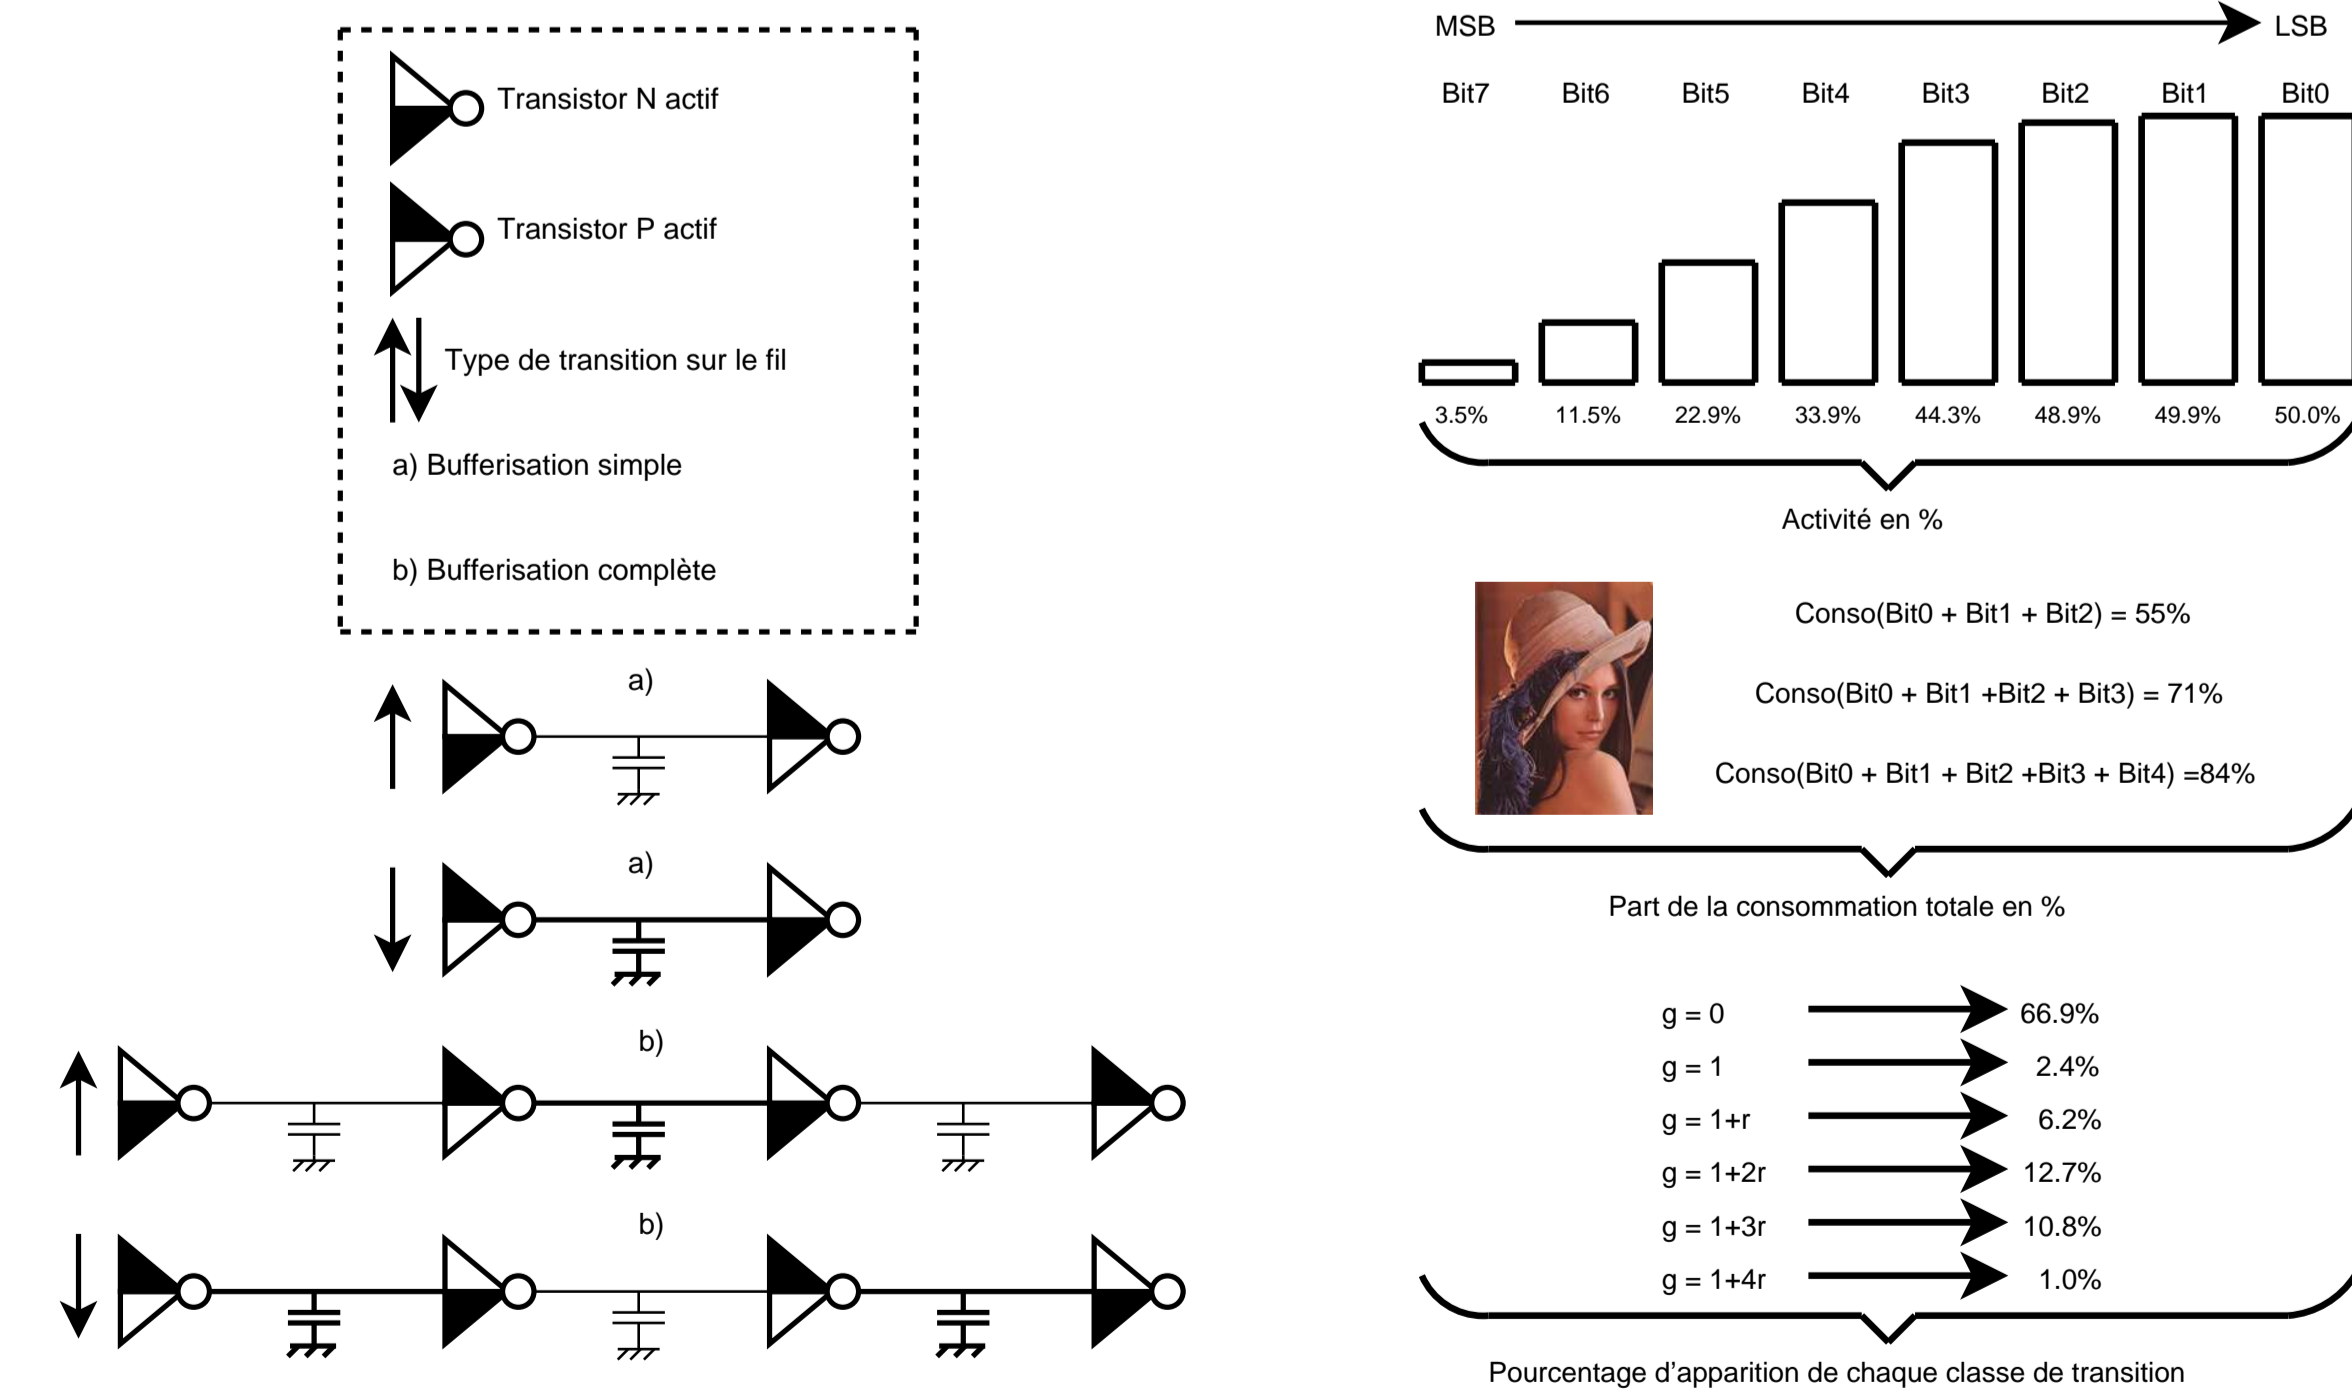 Transistor N actif
Transistor P actif
Type de transition sur le fil
a) Bufferisation simple
b) Bufferisation complète
a)
a)
b)
b)
MSB LSB
Bit7 Bit6 Bit5 Bit4 Bit3 Bit2 Bit1 Bit0
3.5% 11.5% 22.9% 33.9% 44.3% 48.9% 49.9% 50.0%
Activité en %
Conso(Bit0 + Bit1 + Bit2) = 55%
Conso(Bit0 + Bit1 +Bit2 + Bit3) = 71%
Conso(Bit0 + Bit1 + Bit2 +Bit3 + Bit4) =84%
Part de la consommation totale en %
g = 0 66.9%
g = 1 2.4%
g = 1+r 6.2%
g = 1+2r 12.7%
g = 1+3r 10.8%
g = 1+4r 1.0%
Pourcentage d'apparition de chaque classe de transition